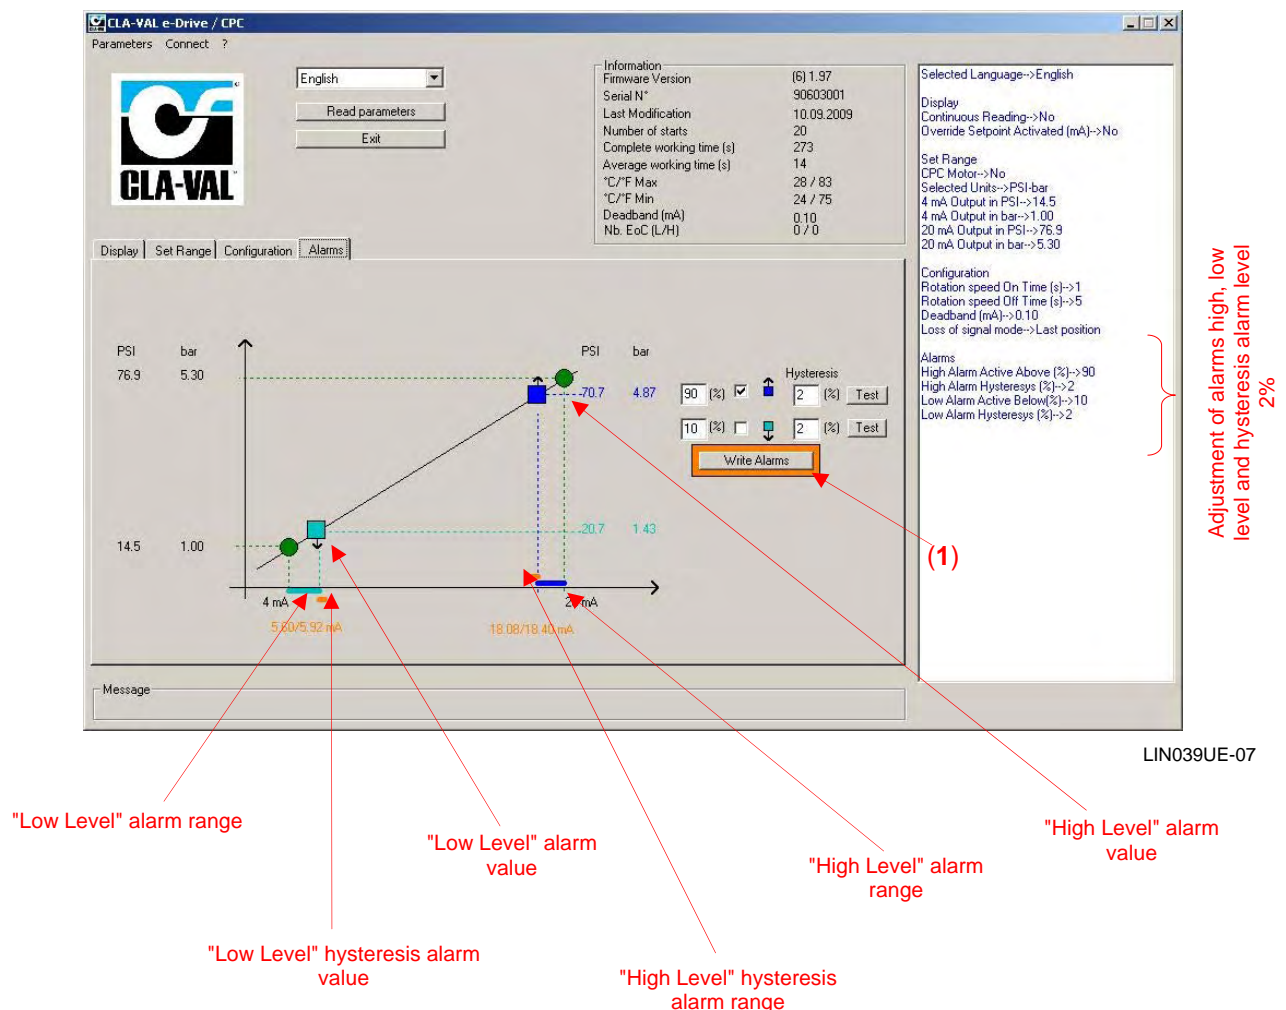 CLA-VAL e-Drive / CPC
Parameters Connect ?
English
Read parameters
Exit
CLA-VAL
Information
Firmware Version (6) 1.97
Serial N° 90603001
Last Modification 10.09.2009
Number of starts 20
Complete working time (s) 273
Average working time (s) 14
°C/°F Max 28 / 83
°C/°F Min 24 / 75
Deadband (mA) 0.10
Nb. EoC (L/H) 0 / 0
Selected Language-->English
Display
Continuous Reading-->No
Override Setpoint Activated (mA)-->No
Set Range
CPC Motor-->No
Selected Units-->PSI-bar
4 mA Output in PSI-->14.5
4 mA Output in bar-->1.00
20 mA Output in PSI-->76.9
20 mA Output in bar-->5.30
Configuration
Rotation speed On Time (s)-->1
Rotation speed Off Time (s)-->5
Deadband (mA)-->0.10
Loss of signal mode-->Last position
Alarms
High Alarm Active Above (%)-->90
High Alarm Hysteresys (%)-->2
Low Alarm Active Below(%)-->10
Low Alarm Hysteresys (%)-->2
Display Set Range Configuration Alarms
PSI bar
76.9 5.30
14.5 1.00
PSI bar
70.7 4.87
20.7 1.43
Hysteresis
90 (%) 2 (%) Test
10 (%) 2 (%) Test
Write Alarms
4 mA
mA
5.60/5.92 mA
18.08/18.40 mA
Message
(1)
Adjustment of alarms high, low
level and hysteresis alarm level
2%
LIN039UE-07
"Low Level" alarm range
"Low Level" alarm
value
"High Level" alarm
range
"High Level" alarm
value
"Low Level" hysteresis alarm
value
"High Level" hysteresis
alarm range